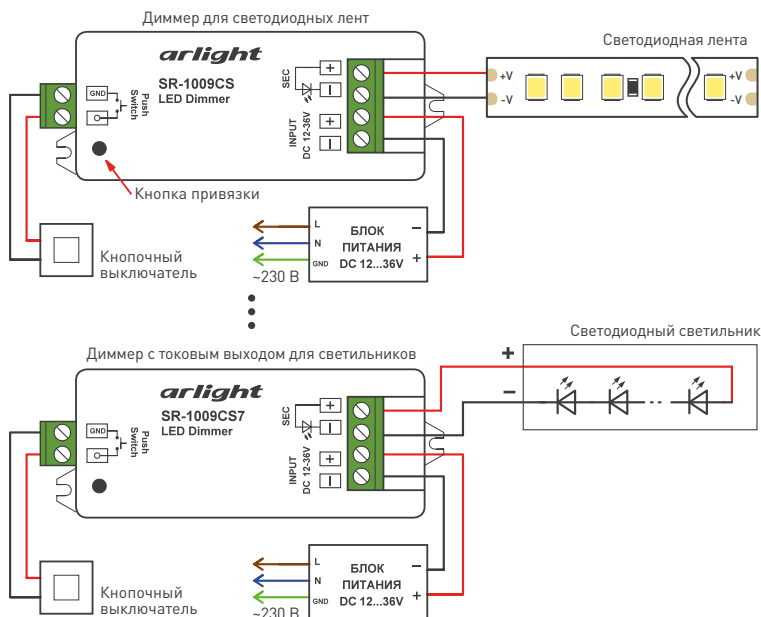 Диммер для светодиодных лент
arlight
SR-1009CS
LED Dimmer
GND
Push
Switch
SEC
+
–
INPUT
DC 12-36V
+
–
Светодиодная лента
+V
-V
+V
-V
Кнопка привязки
Кнопочный
выключатель
L
N
GND
~230 В
БЛОК
ПИТАНИЯ
DC 12...36V
–
+
Диммер с токовым выходом для светильников
arlight
SR-1009CS7
LED Dimmer
GND
Push
Switch
SEC
+
–
INPUT
DC 12-36V
+
–
Светодиодный светильник
+
–
Кнопочный
выключатель
L
N
GND
~230 В
БЛОК
ПИТАНИЯ
DC 12...36V
–
+